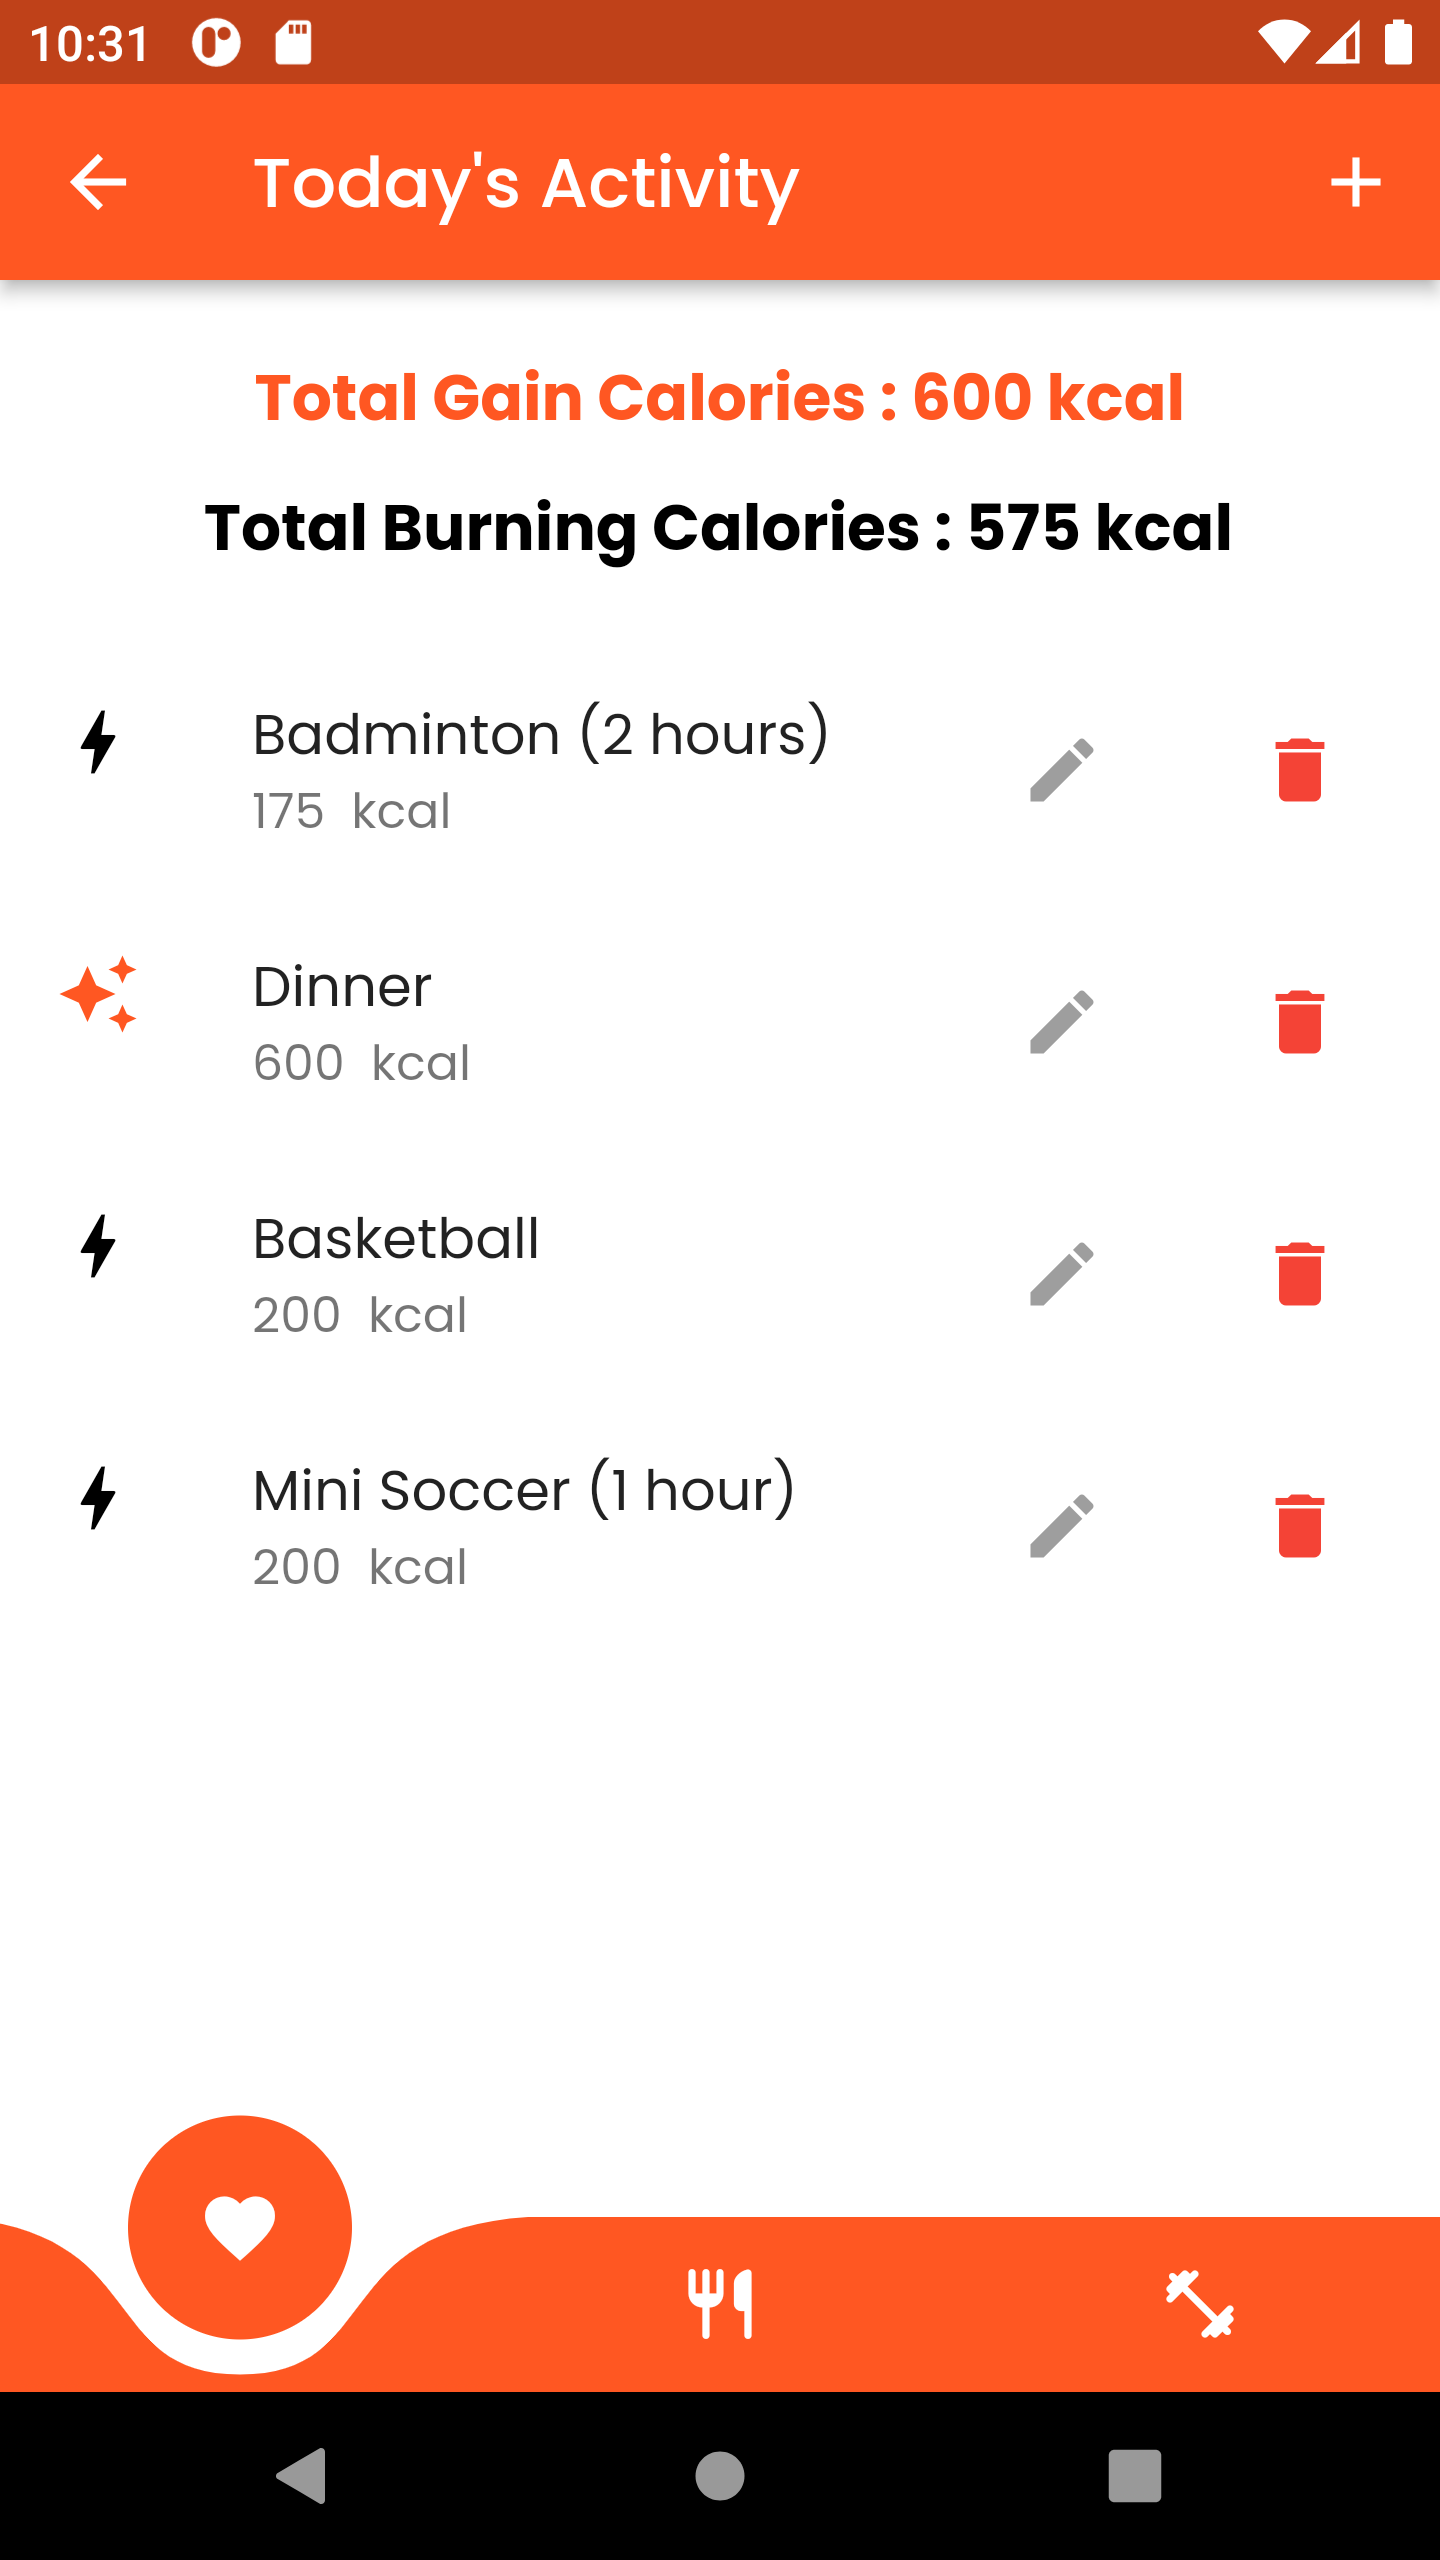 10:31
Today's Activity
Total Gain Calories : 600 kcal
Total Burning Calories : 575 kcal
Badminton (2 hours)
175 kcal
Dinner
600 kcal
Basketball
200 kcal
Mini Soccer (1 hour)
200 kcal